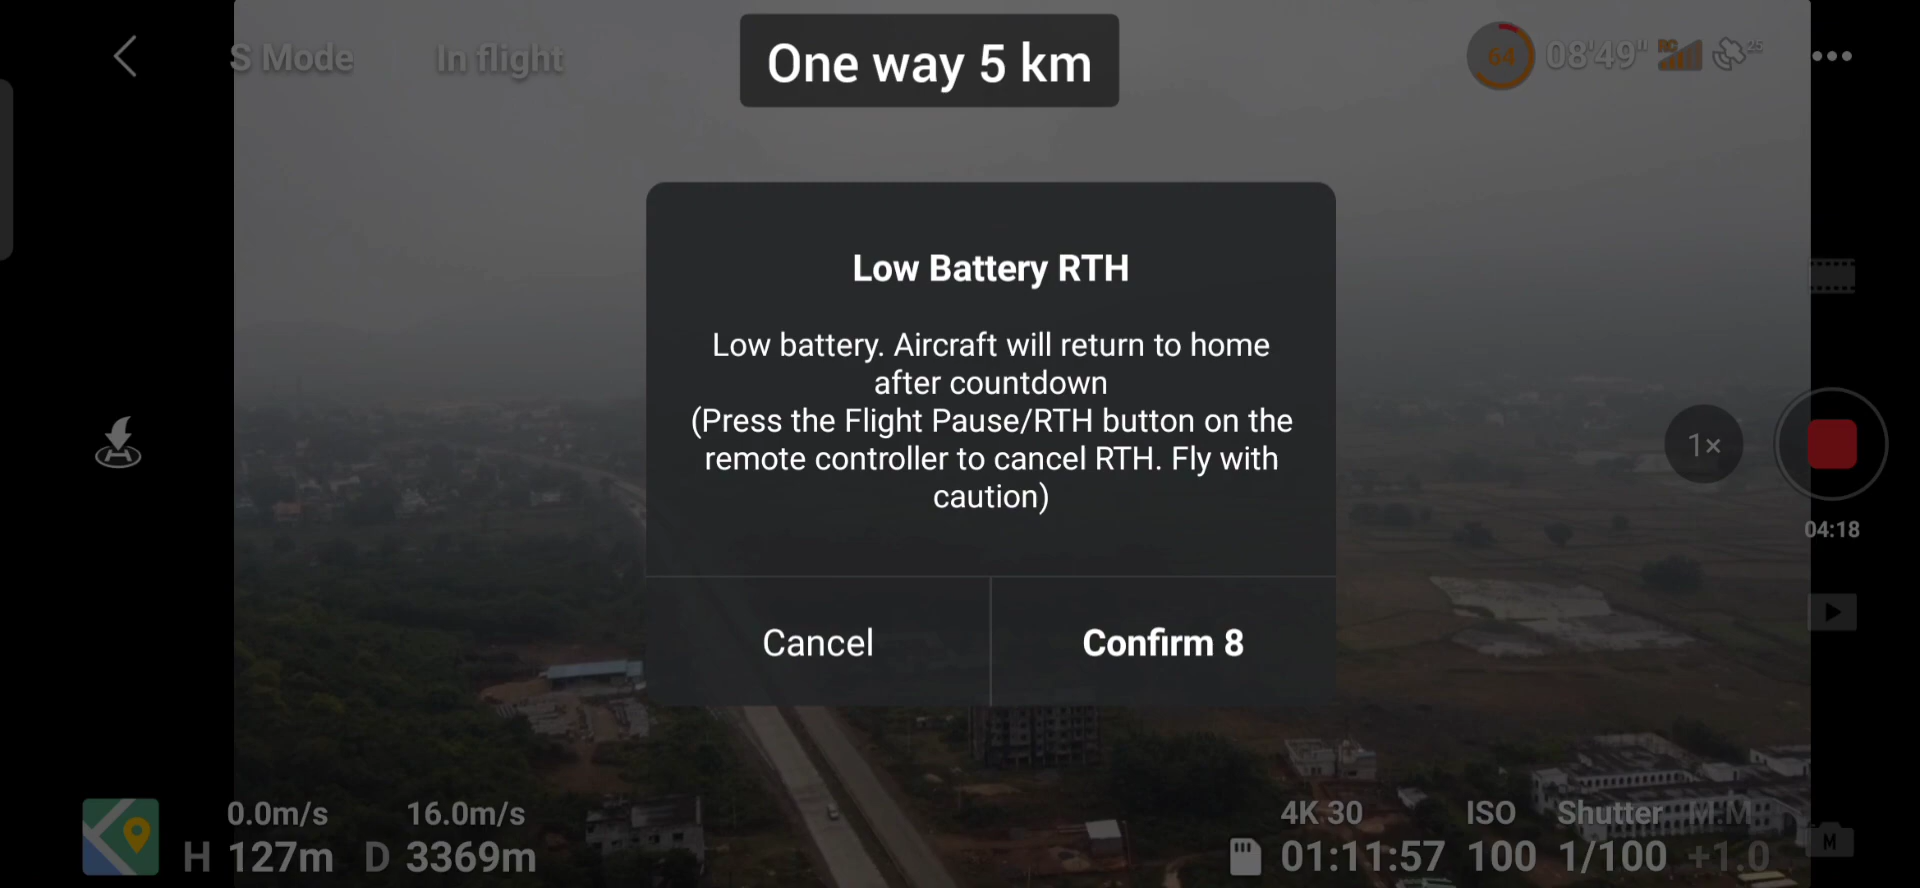 S Mode
In flight
One way 5 km
64
08'49"
RC
25
Low Battery RTH
Low battery. Aircraft will return to home
after countdown
(Press the Flight Pause/RTH button on the
remote controller to cancel RTH. Fly with
caution)
Cancel
Confirm 8
1×
04:18
0.0m/s
16.0m/s
H 127m
D 3369m
4K 30
ISO
Shutter
M.M
01:11:57
100
1/100
+1.0
M